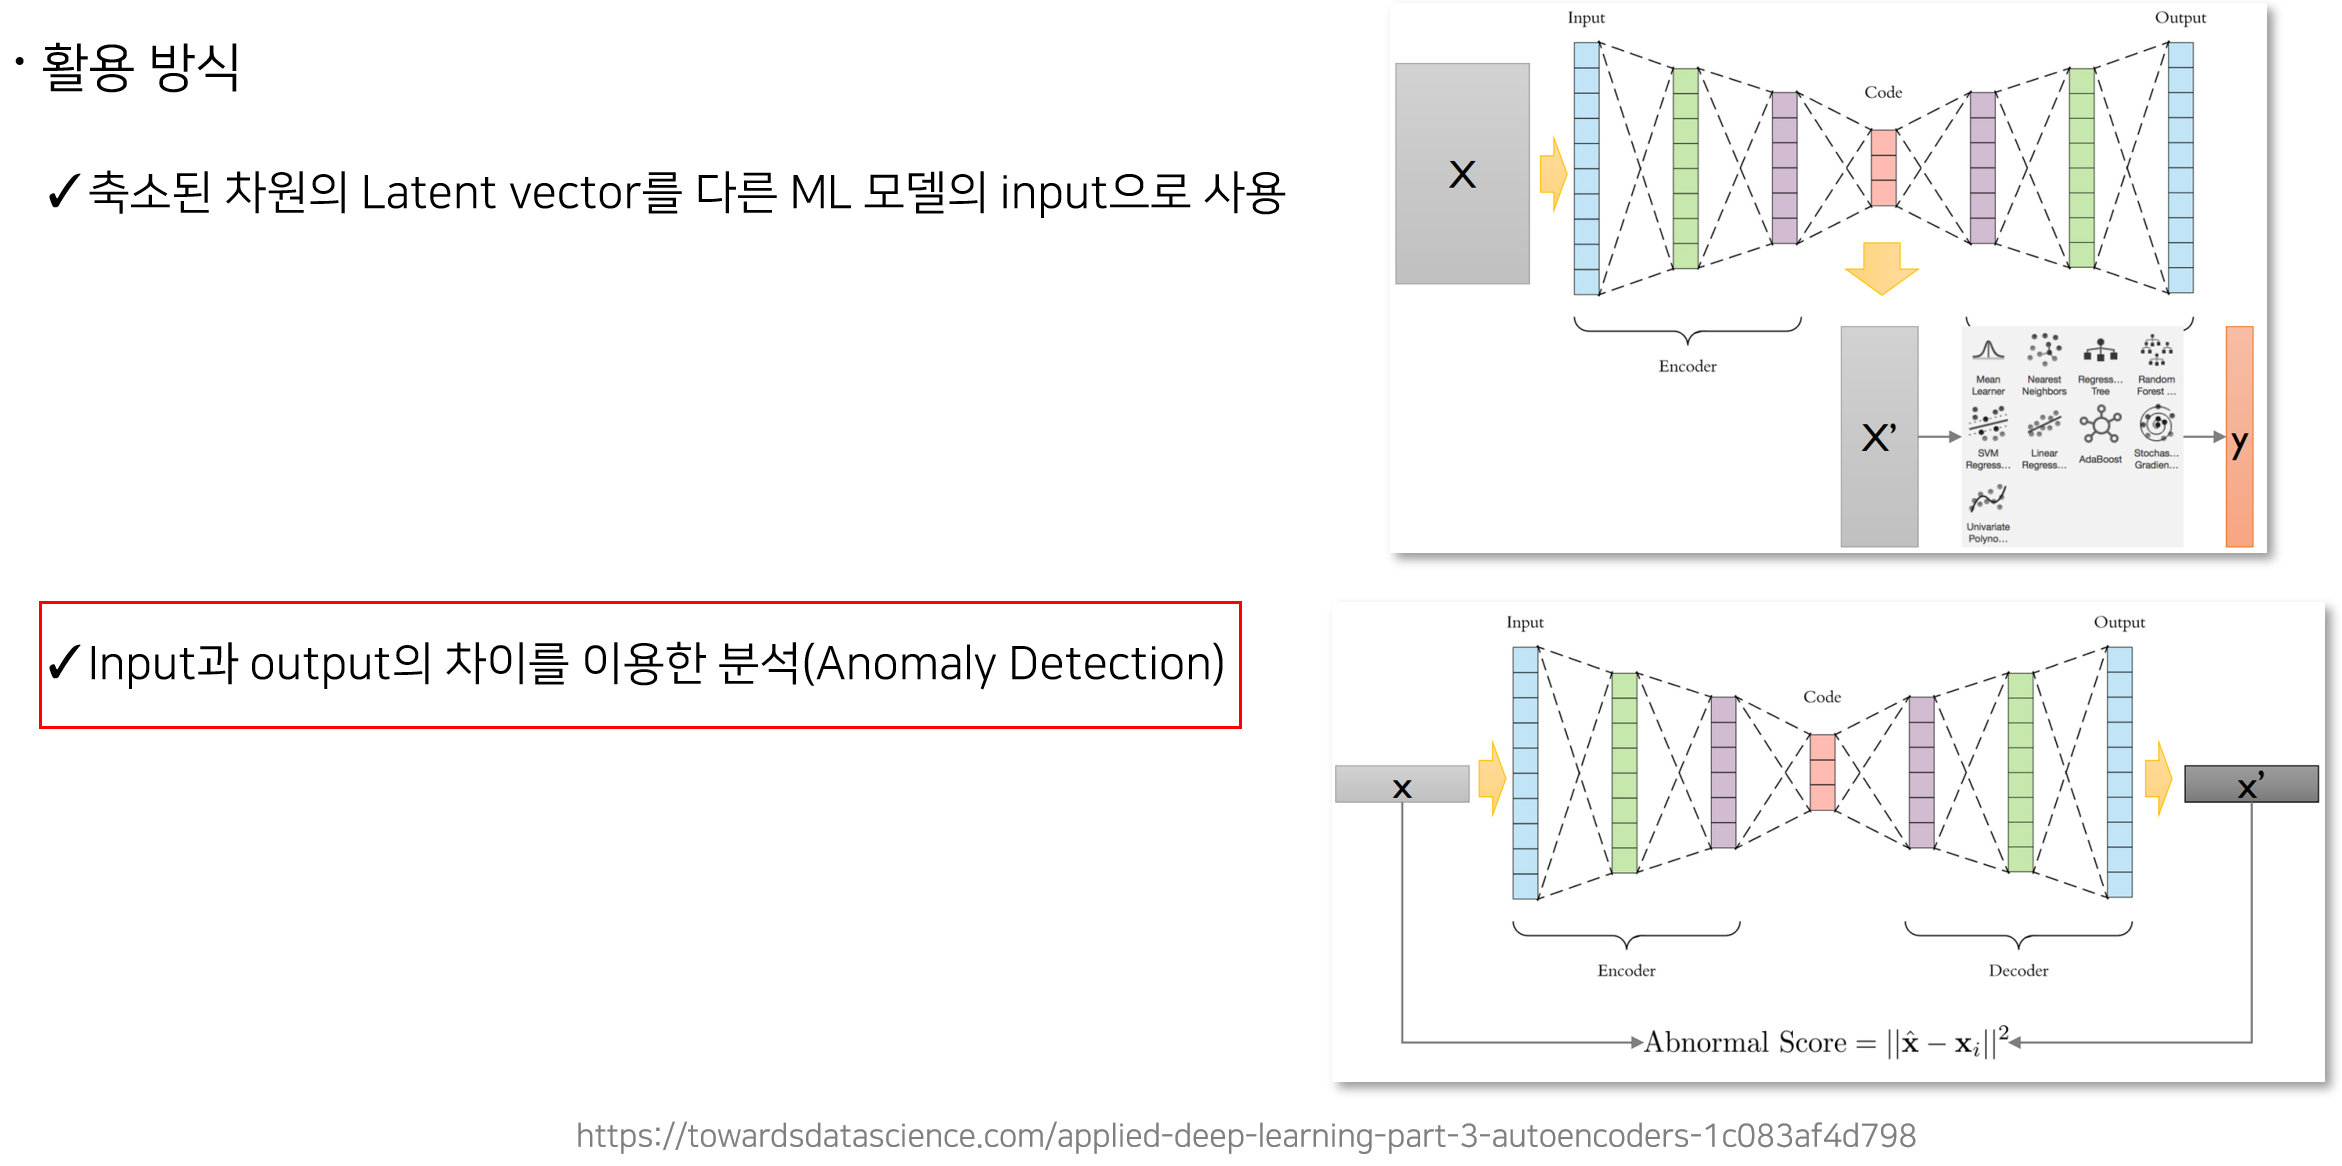 · 활용 방식
✓축소된 차원의 Latent vector를 다른 ML 모델의 input으로 사용
Input
Output
Code
X
Encoder
X’
Mean Learner
Nearest Neighbors
Regress... Tree
Random Forest ...
SVM Regress...
Linear Regress...
AdaBoost
Stochas... Gradien...
Univariate Polyno...
y
✓Input과 output의 차이를 이용한 분석(Anomaly Detection)
Input
Output
Code
x
x’
Encoder
Decoder
Abnormal Score = ||x̂ − xᵢ||²
https://towardsdatascience.com/applied-deep-learning-part-3-autoencoders-1c083af4d798